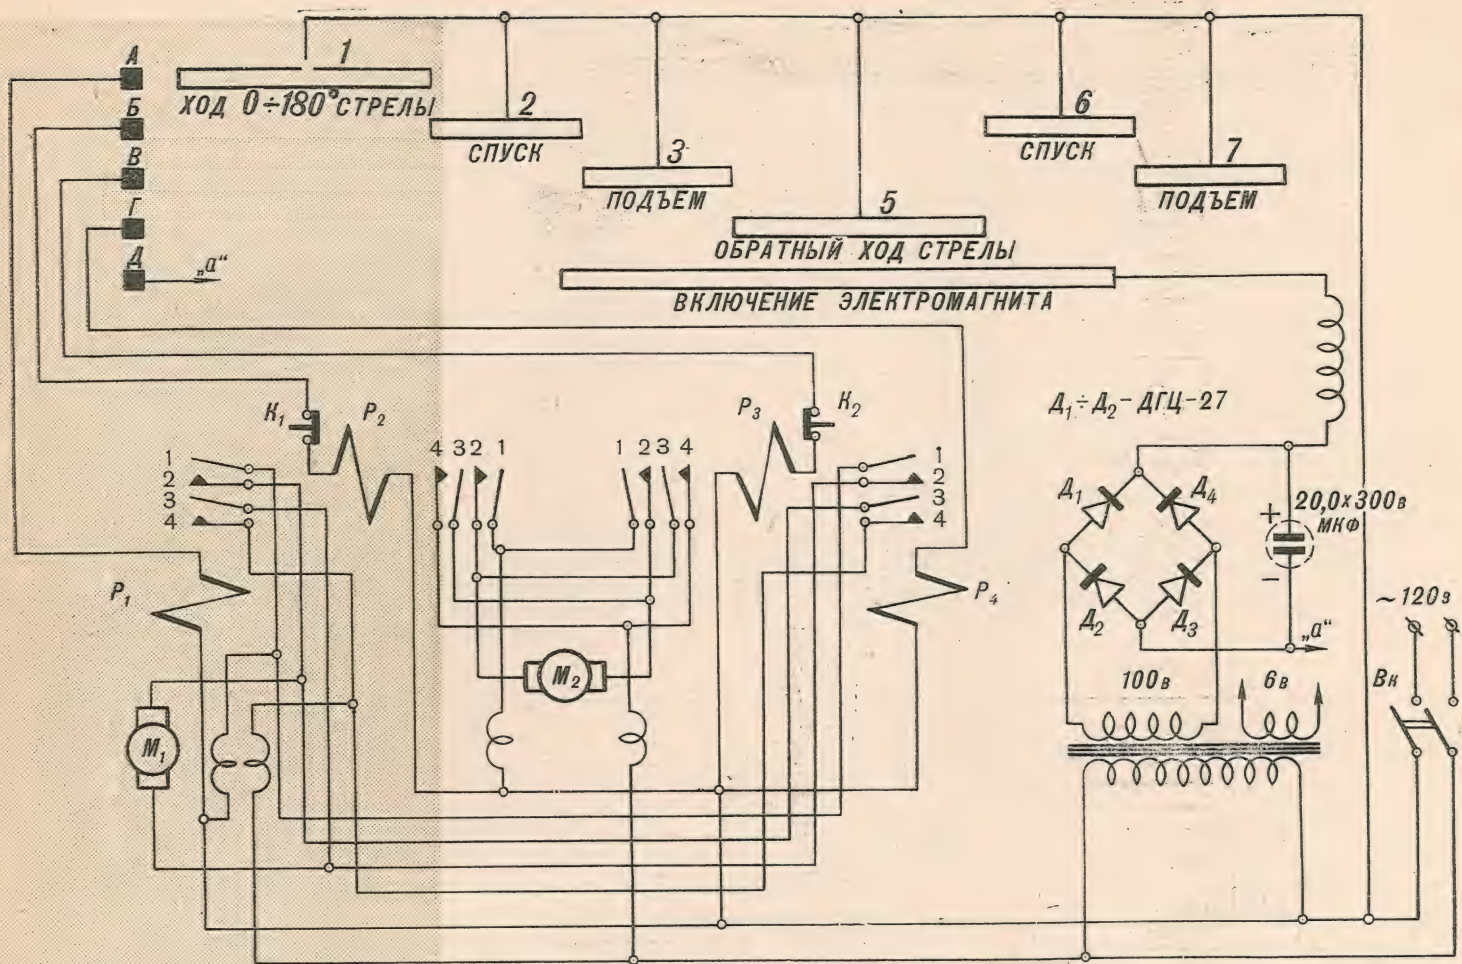 А
1
ХОД 0÷180° СТРЕЛЫ
Б
2
СПУСК
6
СПУСК
В
3
ПОДЪЕМ
7
ПОДЪЕМ
Г
5
ОБРАТНЫЙ ХОД СТРЕЛЫ
Д
„а“
ВКЛЮЧЕНИЕ ЭЛЕКТРОМАГНИТА
К₁
Р₂
Р₃
К₂
Д₁÷Д₂-ДГЦ-27
4 3 2 1
1 2 3 4
1
2
3
4
1
2
3
4
Д₁
Д₄
+
20,0×300в
МКФ
-
Р₁
Р₄
Д₂
Д₃
„а“
~120в
М₂
100в
6в
Вк
М₁